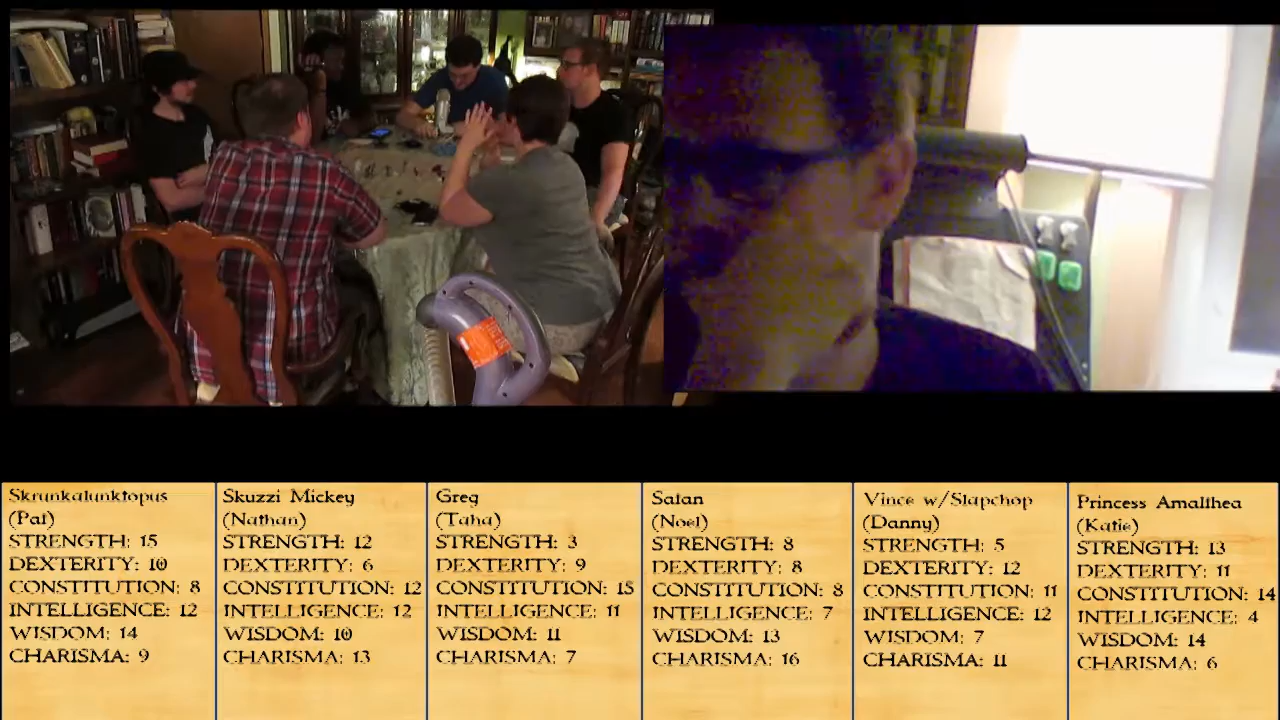 Skrunkalunktopus
(Pat)
STRENGTH: 15
DEXTERITY: 10
CONSTITUTION: 8
INTELLIGENCE: 12
WISDOM: 14
CHARISMA: 9
Skuzzi Mickey
(Nathan)
STRENGTH: 12
DEXTERITY: 6
CONSTITUTION: 12
INTELLIGENCE: 12
WISDOM: 10
CHARISMA: 13
Greg
(Taha)
STRENGTH: 3
DEXTERITY: 9
CONSTITUTION: 15
INTELLIGENCE: 11
WISDOM: 11
CHARISMA: 7
Satan
(Noel)
STRENGTH: 8
DEXTERITY: 8
CONSTITUTION: 8
INTELLIGENCE: 7
WISDOM: 13
CHARISMA: 16
Vince w/Slapchop
(Danny)
STRENGTH: 5
DEXTERITY: 12
CONSTITUTION: 11
INTELLIGENCE: 12
WISDOM: 7
CHARISMA: 11
Princess Amalthea
(Katie)
STRENGTH: 13
DEXTERITY: 11
CONSTITUTION: 14
INTELLIGENCE: 4
WISDOM: 14
CHARISMA: 6